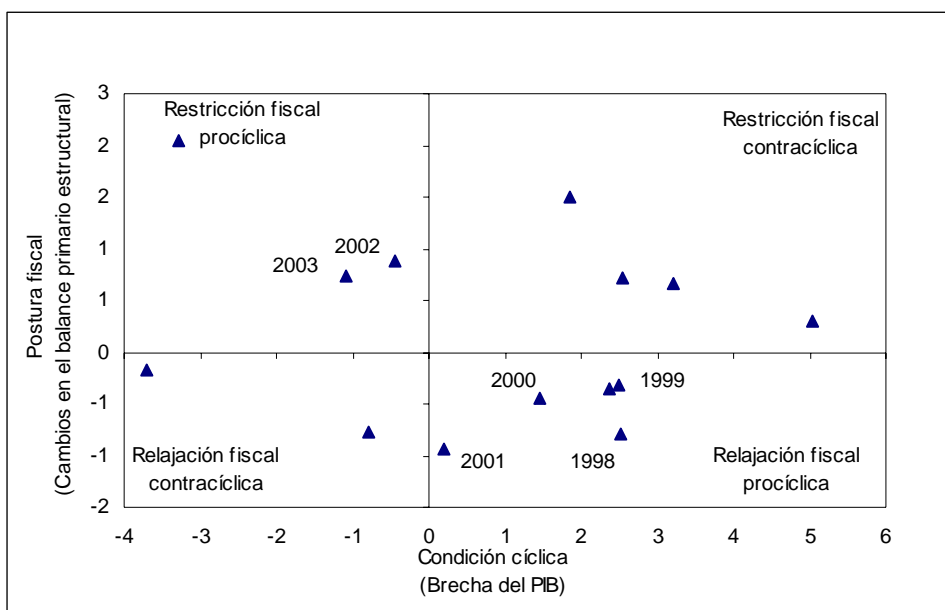 Postura fiscal
(Cambios en el balance primario estructural)
3
2
2
1
1
0
-1
-1
-2
Restricción fiscal
procíclica
Restricción fiscal
contracíclica
2002
2003
2000
1999
2001
1998
Relajación fiscal
contracíclica
Relajación fiscal
procíclica
-4 -3 -2 -1 0 1 2 3 4 5 6
Condición cíclica
(Brecha del PIB)